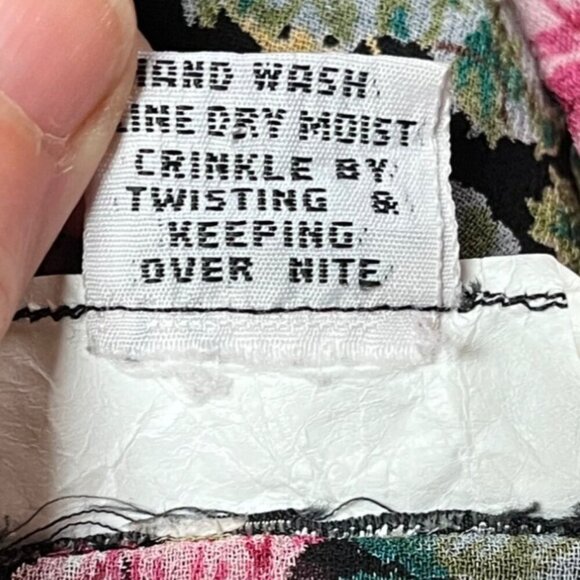 HAND WASH
LINE DRY MOIST
CRINKLE BY
TWISTING &
KEEPING
OVER NITE